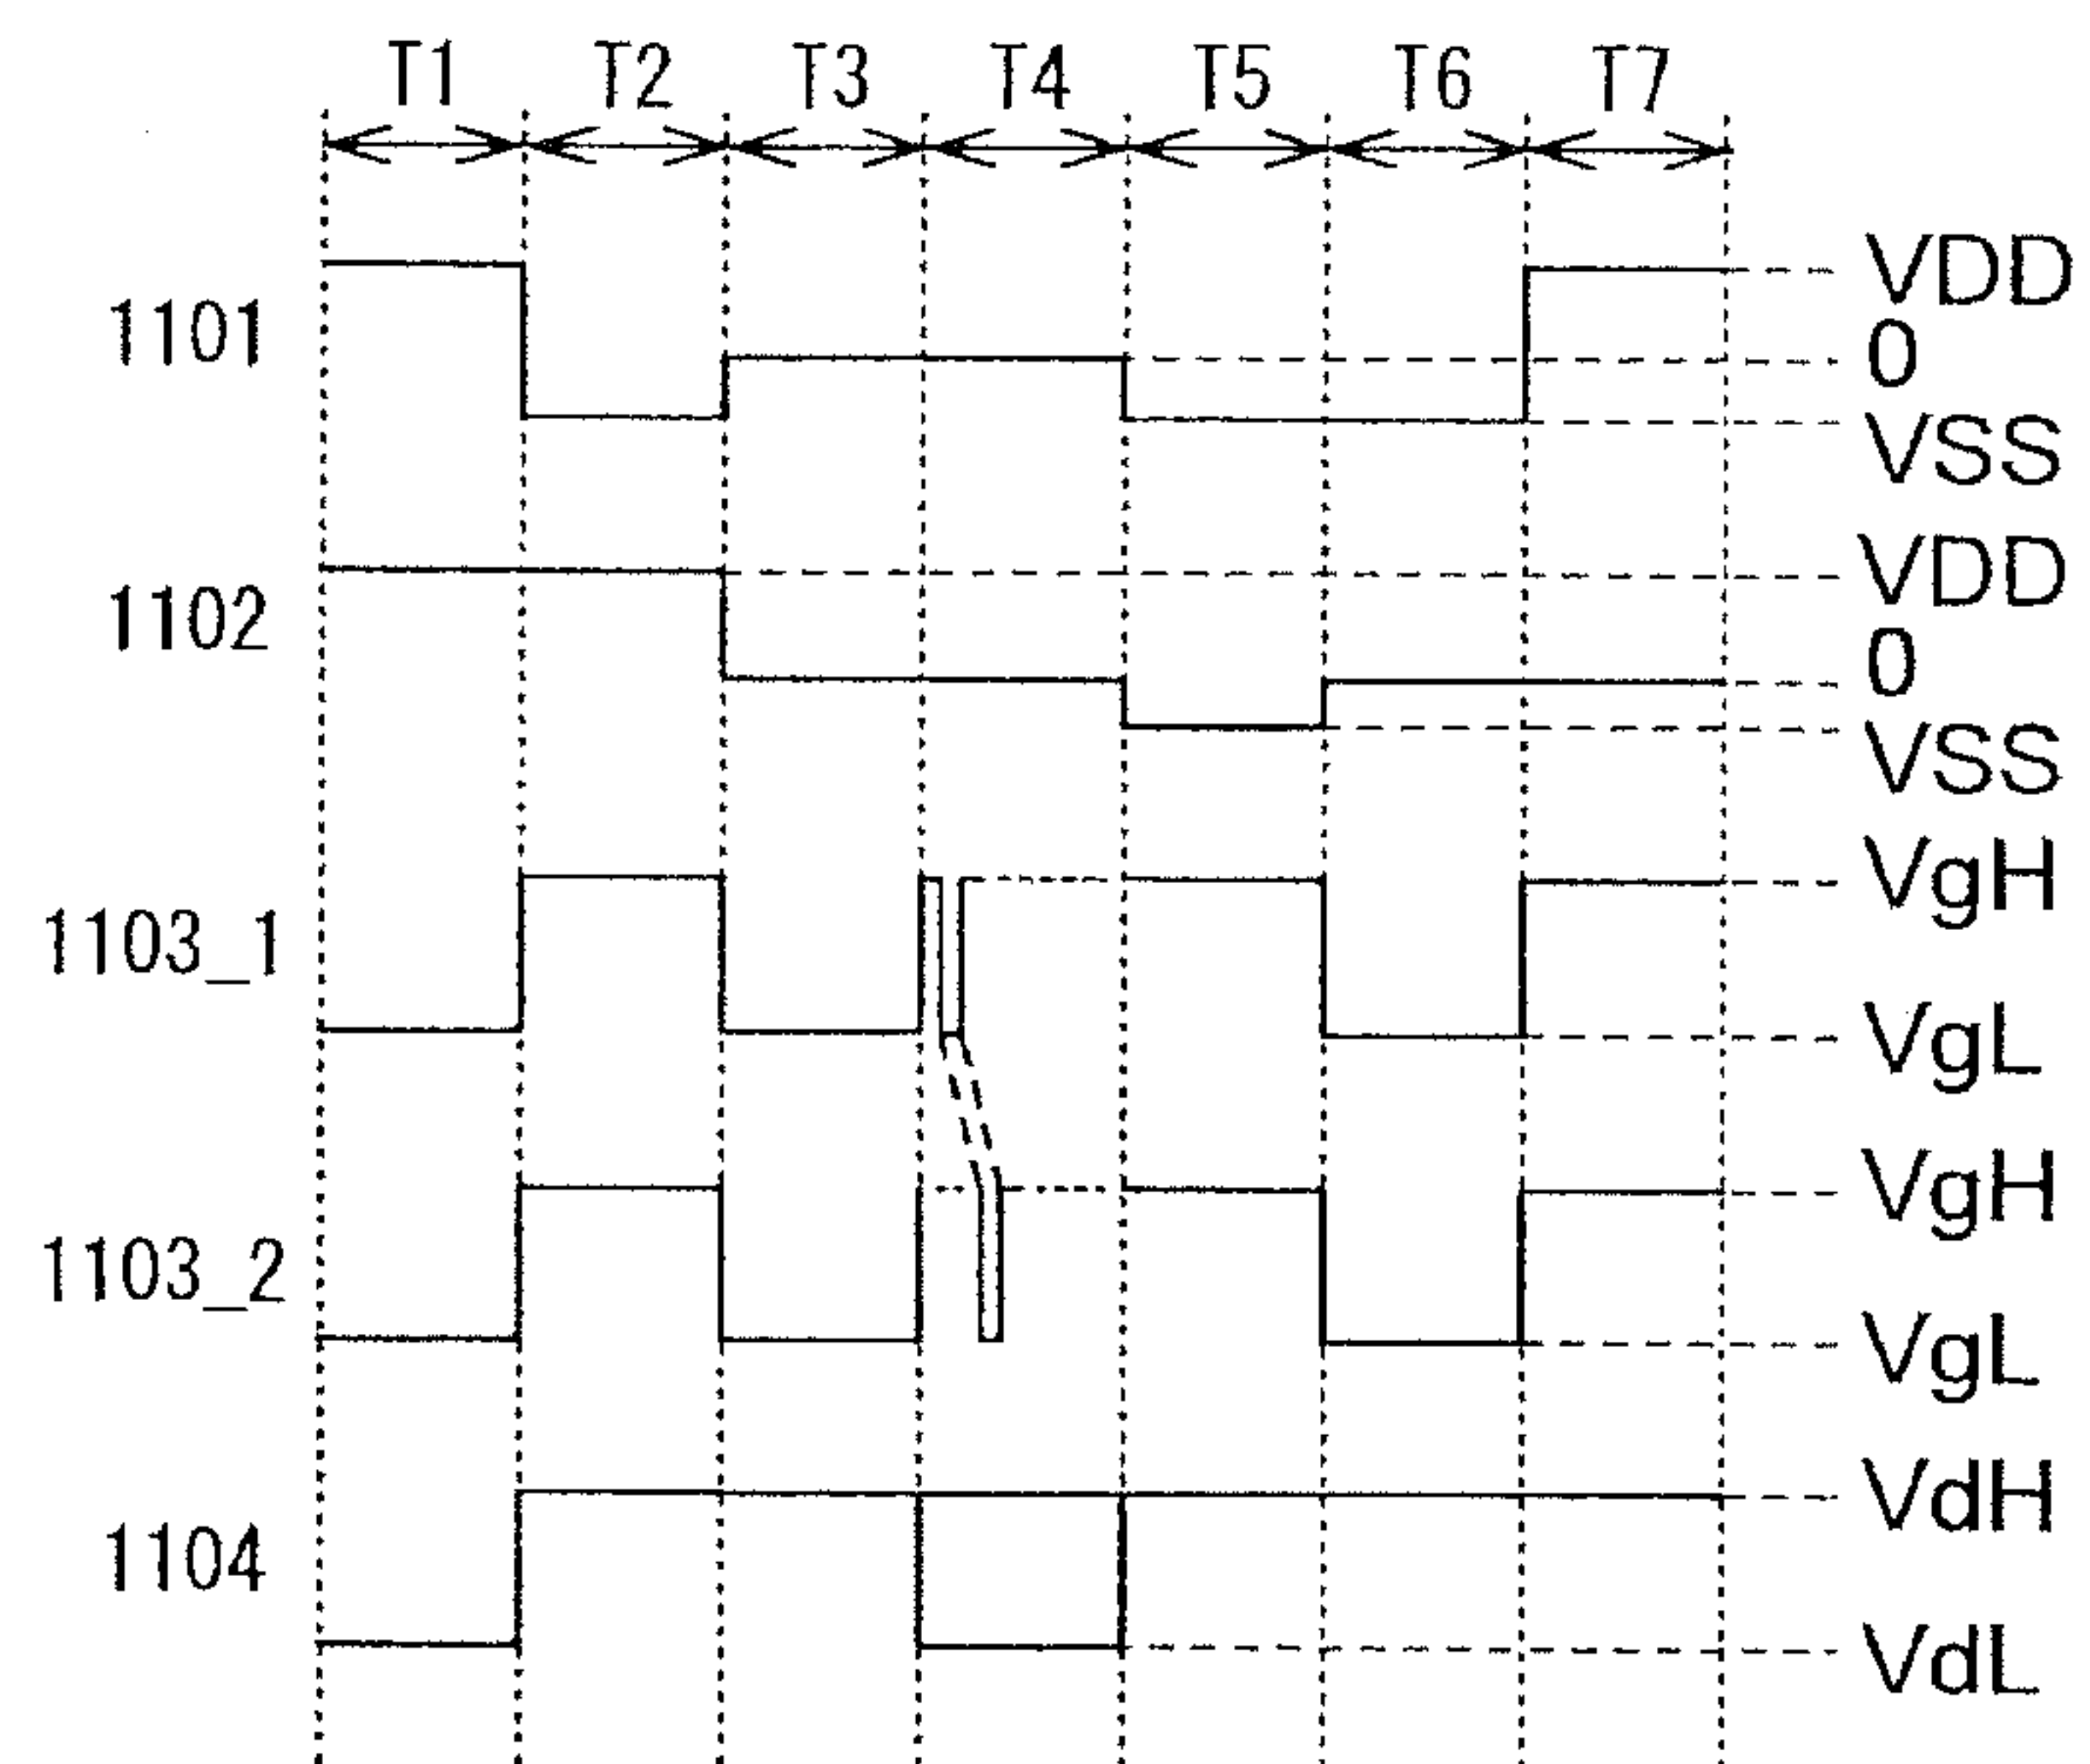 T1 T2 T3 T4 T5 T6 T7
1101
VDD
0
VSS
1102
VDD
0
VSS
1103_1
VgH
VgL
1103_2
VgH
VgL
1104
VdH
VdL